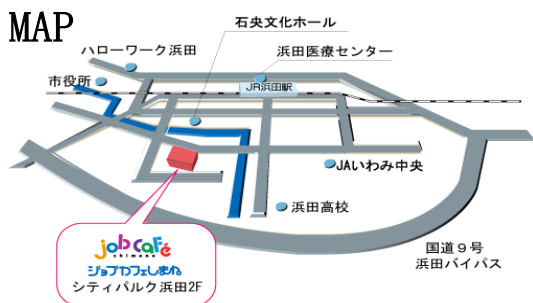 MAP
石央文化ホール
ハローワーク浜田
浜田医療センター
市役所
JR浜田駅
JAいわみ中央
浜田高校
job cafe
shimane
ジョブカフェしまね
シティパルク浜田2F
国道9号
浜田バイパス